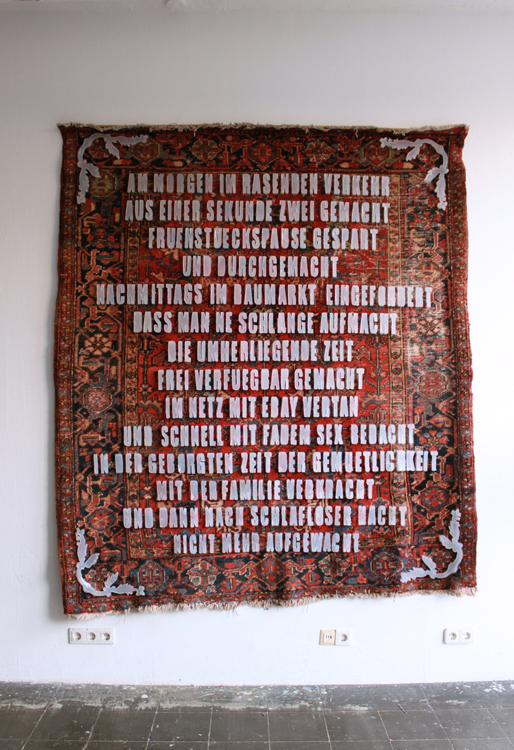 AM MORGEN IM RASENDEN VERKEHR
AUS EINER SEKUNDE ZWEI GEMACHT
FRUEHSTUECKSPAUSE GESPART
UND DURCHGEMACHT
NACHMITTAGS IM BAUMARKT EINGEFORDERT
DASS MAN NE SCHLANGE AUFMACHT
DIE UMHERLIEGENDE ZEIT
FREI VERFUEGBAR GEMACHT
IM NETZ MIT EBAY VERTAN
UND SCHNELL MIT FADEN SEX BEDACHT
IN DER GEBORGTEN ZEIT DER GEMUETLICHKEIT
MIT DER FAMILIE VERBRACHT
UND DANN NACH SCHLAFLOSER NACHT
NICHT MEHR AUFGEWACHT